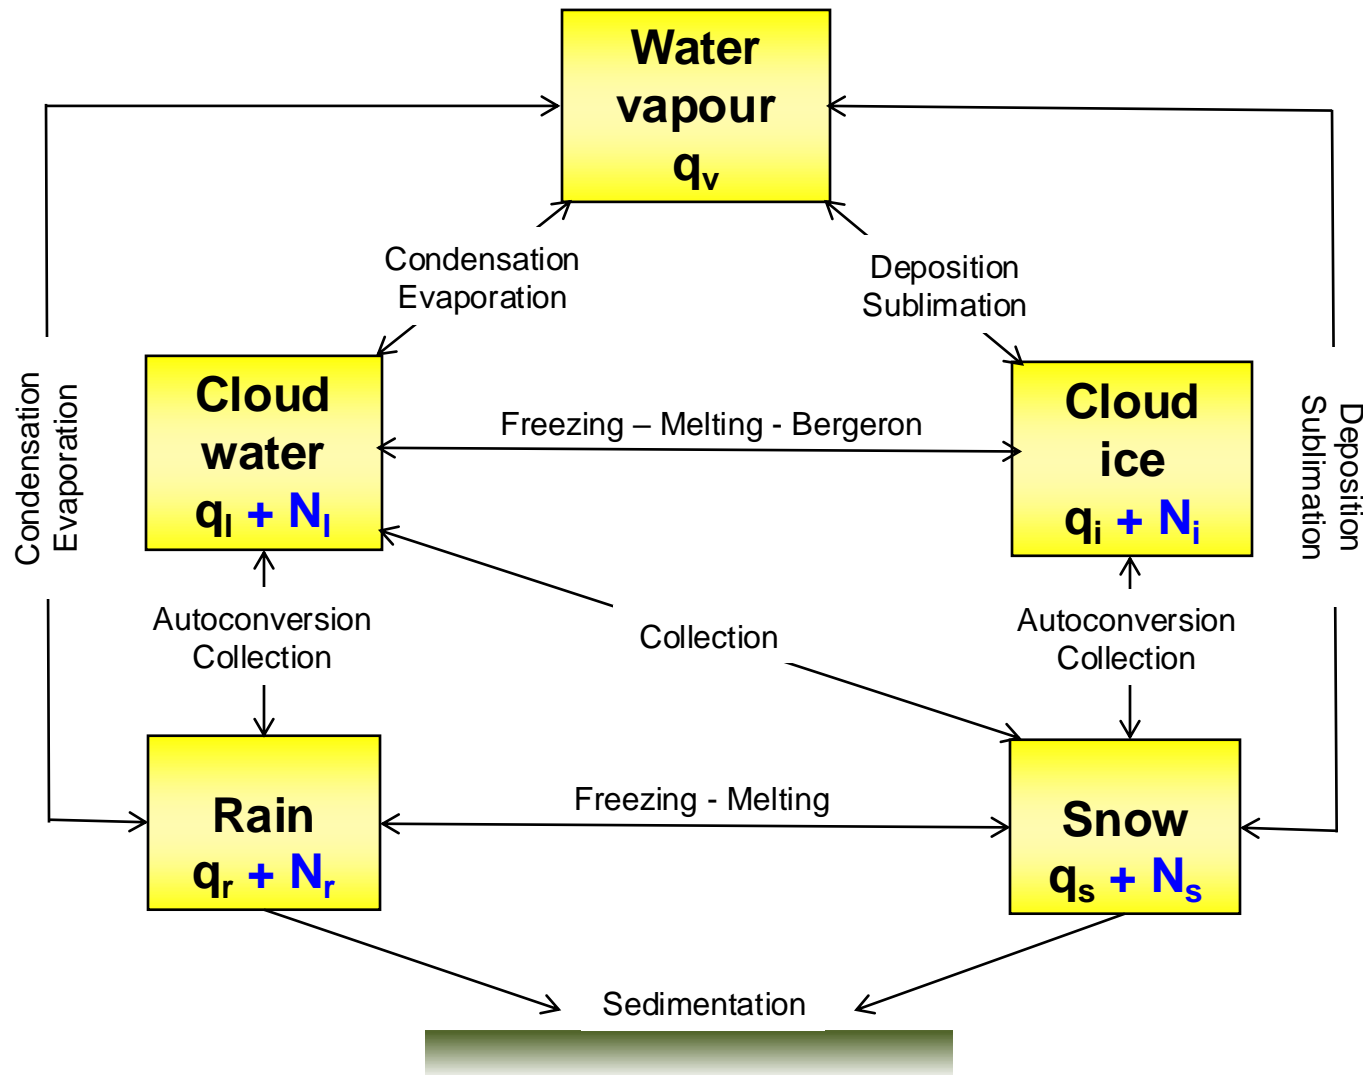 Water
vapour
qv
Condensation
Evaporation
Deposition
Sublimation
Condensation
Evaporation
Cloud
water
ql + Nl
Freezing – Melting - Bergeron
Cloud
ice
qi + Ni
Deposition
Sublimation
Autoconversion
Collection
Collection
Autoconversion
Collection
Rain
qr + Nr
Freezing - Melting
Snow
qs + Ns
Sedimentation